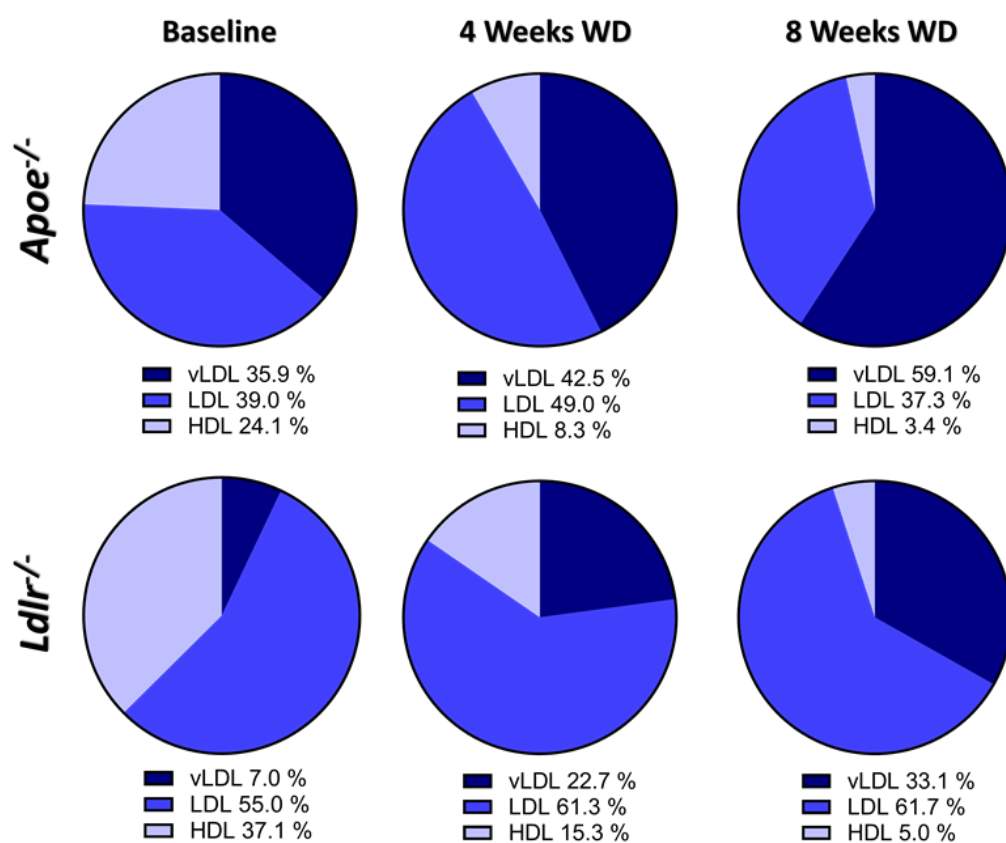 Baseline
4 Weeks WD
8 Weeks WD
Apoe-/-
vLDL 35.9 %
LDL 39.0 %
HDL 24.1 %
vLDL 42.5 %
LDL 49.0 %
HDL 8.3 %
vLDL 59.1 %
LDL 37.3 %
HDL 3.4 %
Ldlr-/-
vLDL 7.0 %
LDL 55.0 %
HDL 37.1 %
vLDL 22.7 %
LDL 61.3 %
HDL 15.3 %
vLDL 33.1 %
LDL 61.7 %
HDL 5.0 %